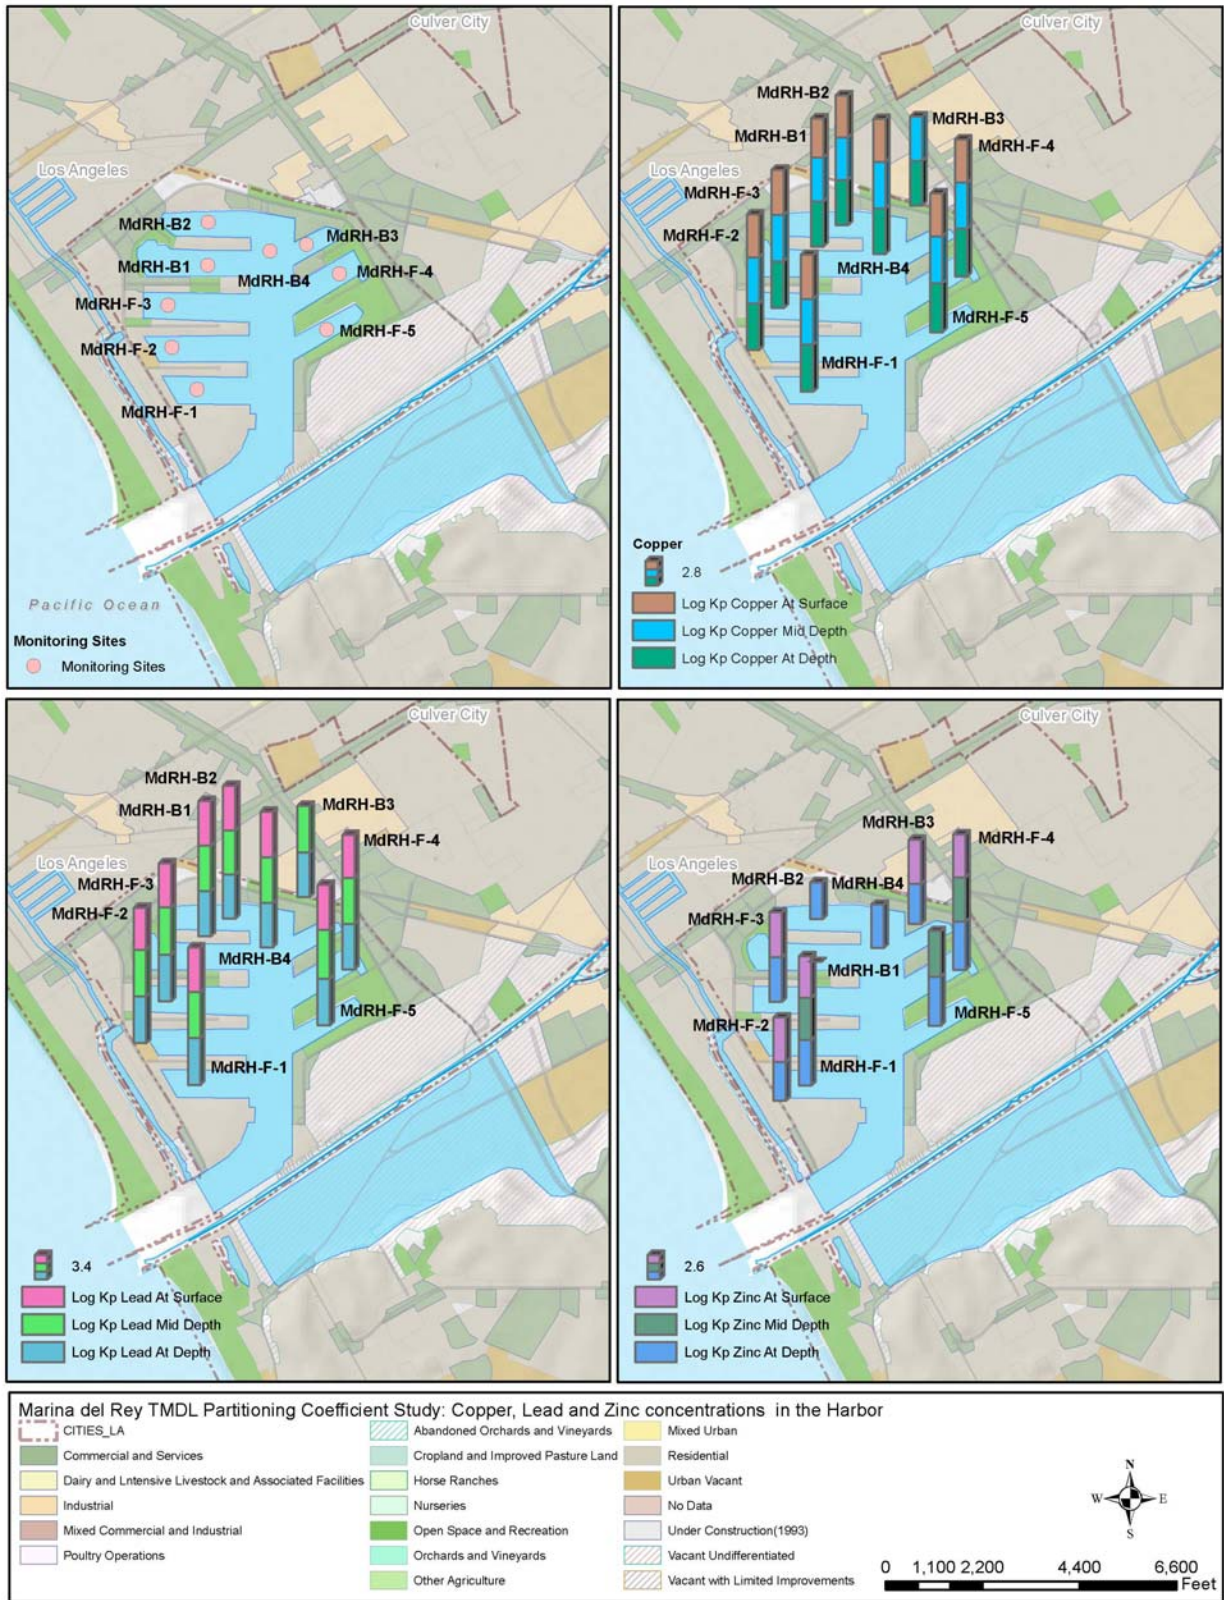 Culver City
Los Angeles
MdRH-B2
MdRH-B3
MdRH-B1
MdRH-B4
MdRH-F-4
MdRH-F-3
MdRH-F-5
MdRH-F-2
MdRH-F-1
Pacific Ocean
Monitoring Sites
Monitoring Sites
Culver City
MdRH-B2
MdRH-B3
MdRH-B1
MdRH-F-4
Los Angeles
MdRH-F-3
MdRH-F-2
MdRH-B4
MdRH-F-5
MdRH-F-1
Copper
2.8
Log Kp Copper At Surface
Log Kp Copper Mid Depth
Log Kp Copper At Depth
Culver City
MdRH-B2
MdRH-B1
MdRH-B3
MdRH-F-4
Los Angeles
MdRH-F-3
MdRH-F-2
MdRH-B4
MdRH-F-5
MdRH-F-1
3.4
Log Kp Lead At Surface
Log Kp Lead Mid Depth
Log Kp Lead At Depth
Culver City
MdRH-B3
MdRH-F-4
Los Angeles
MdRH-B2
MdRH-B4
MdRH-F-3
MdRH-B1
MdRH-F-2
MdRH-F-5
MdRH-F-1
2.6
Log Kp Zinc At Surface
Log Kp Zinc Mid Depth
Log Kp Zinc At Depth
Marina del Rey TMDL Partitioning Coefficient Study: Copper, Lead and Zinc concentrations in the Harbor
CITIES_LA
Commercial and Services
Dairy and Lntensive Livestock and Associated Facilities
Industrial
Mixed Commercial and Industrial
Poultry Operations
Abandoned Orchards and Vineyards
Cropland and Improved Pasture Land
Horse Ranches
Nurseries
Open Space and Recreation
Orchards and Vineyards
Other Agriculture
Mixed Urban
Residential
Urban Vacant
No Data
Under Construction(1993)
Vacant Undifferentiated
Vacant with Limited Improvements
N
W E
S
0 1,100 2,200 4,400 6,600
Feet